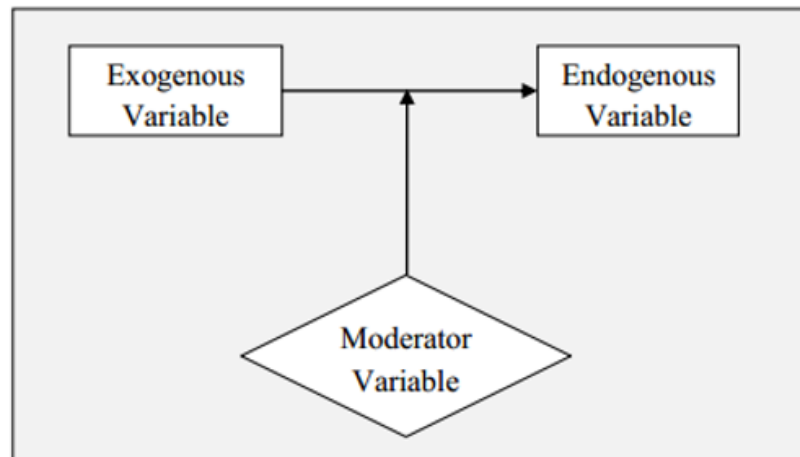 Exogenous
Variable
Endogenous
Variable
Moderator
Variable